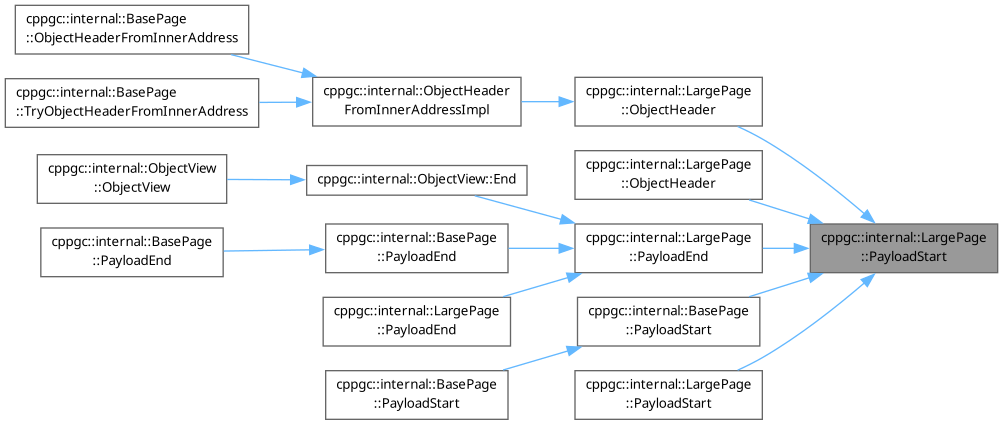 cppgc::internal::BasePage
::ObjectHeaderFromInnerAddress
cppgc::internal::BasePage
::TryObjectHeaderFromInnerAddress
cppgc::internal::ObjectHeader
FromInnerAddressImpl
cppgc::internal::LargePage
::ObjectHeader
cppgc::internal::ObjectView
::ObjectView
cppgc::internal::ObjectView::End
cppgc::internal::LargePage
::ObjectHeader
cppgc::internal::BasePage
::PayloadEnd
cppgc::internal::BasePage
::PayloadEnd
cppgc::internal::LargePage
::PayloadEnd
cppgc::internal::LargePage
::PayloadStart
cppgc::internal::LargePage
::PayloadEnd
cppgc::internal::BasePage
::PayloadStart
cppgc::internal::BasePage
::PayloadStart
cppgc::internal::LargePage
::PayloadStart